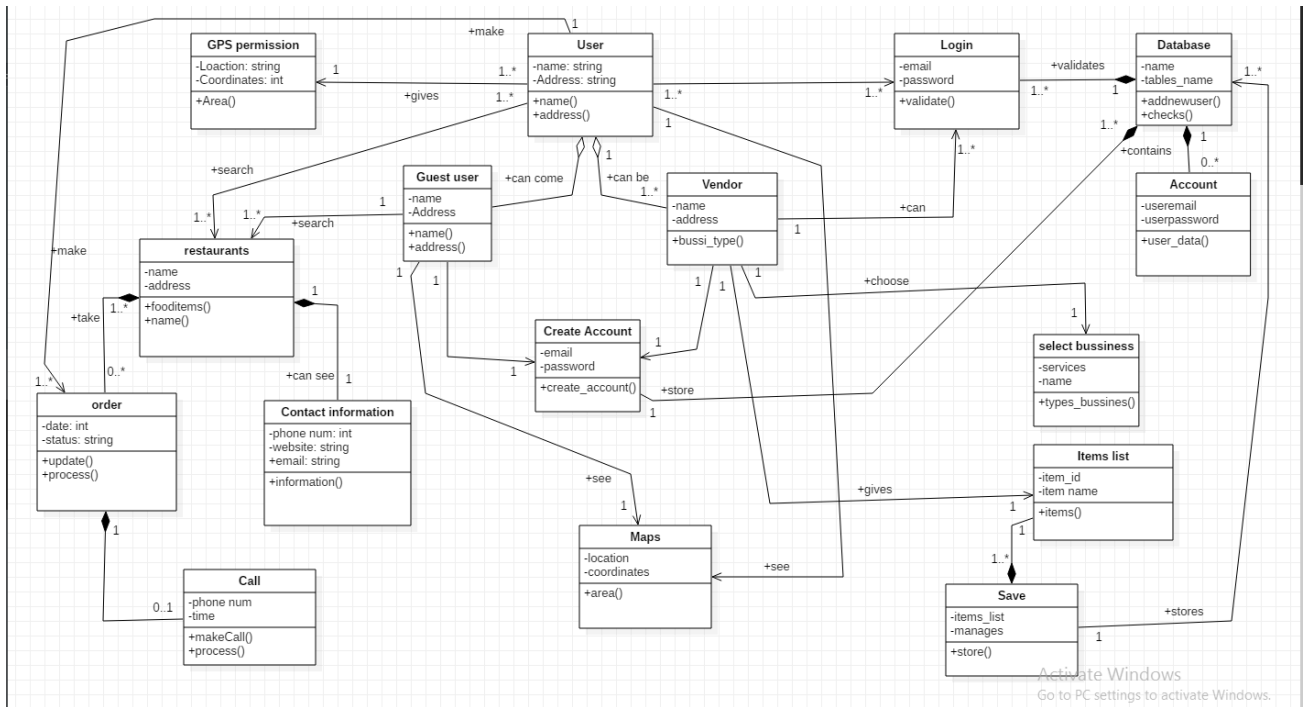 GPS permission
-Loaction: string
-Coordinates: int
+Area()
User
-name: string
-Address: string
+name()
+address()
Login
-email
-password
+validate()
Database
-name
-tables_name
+addnewuser()
+checks()
Account
-useremail
-userpassword
+user_data()
Guest user
-name
-Address
+name()
+address()
Vendor
-name
-address
+bussi_type()
restaurants
-name
-address
+fooditems()
+name()
Create Account
-email
-password
+create_account()
select bussiness
-services
-name
+types_bussines()
order
-date: int
-status: string
+update()
+process()
Contact information
-phone num: int
-website: string
+email: string
+information()
Items list
-item_id
-item name
+items()
Maps
-location
-coordinates
+area()
Call
-phone num
-time
+makeCall()
+process()
Save
-items_list
-manages
+store()
+make
1
+make
1..*
1
+gives
1..*
1..*
1..*
+search
1..*
1..*
1..*
1
+see
+validates
1..*
1
1..*
1..*
+contains
1
0..*
+can come
1
+can be
1..*
1
+search
1..*
1
+can
1..*
1..*
+take
0..*
1
+can see
1
1
1
1
1
1
1
+choose
1
+store
1
1
+see
1
+gives
1
1
1..*
+stores
1
1
0..1
Activate Windows
Go to PC settings to activate Windows.